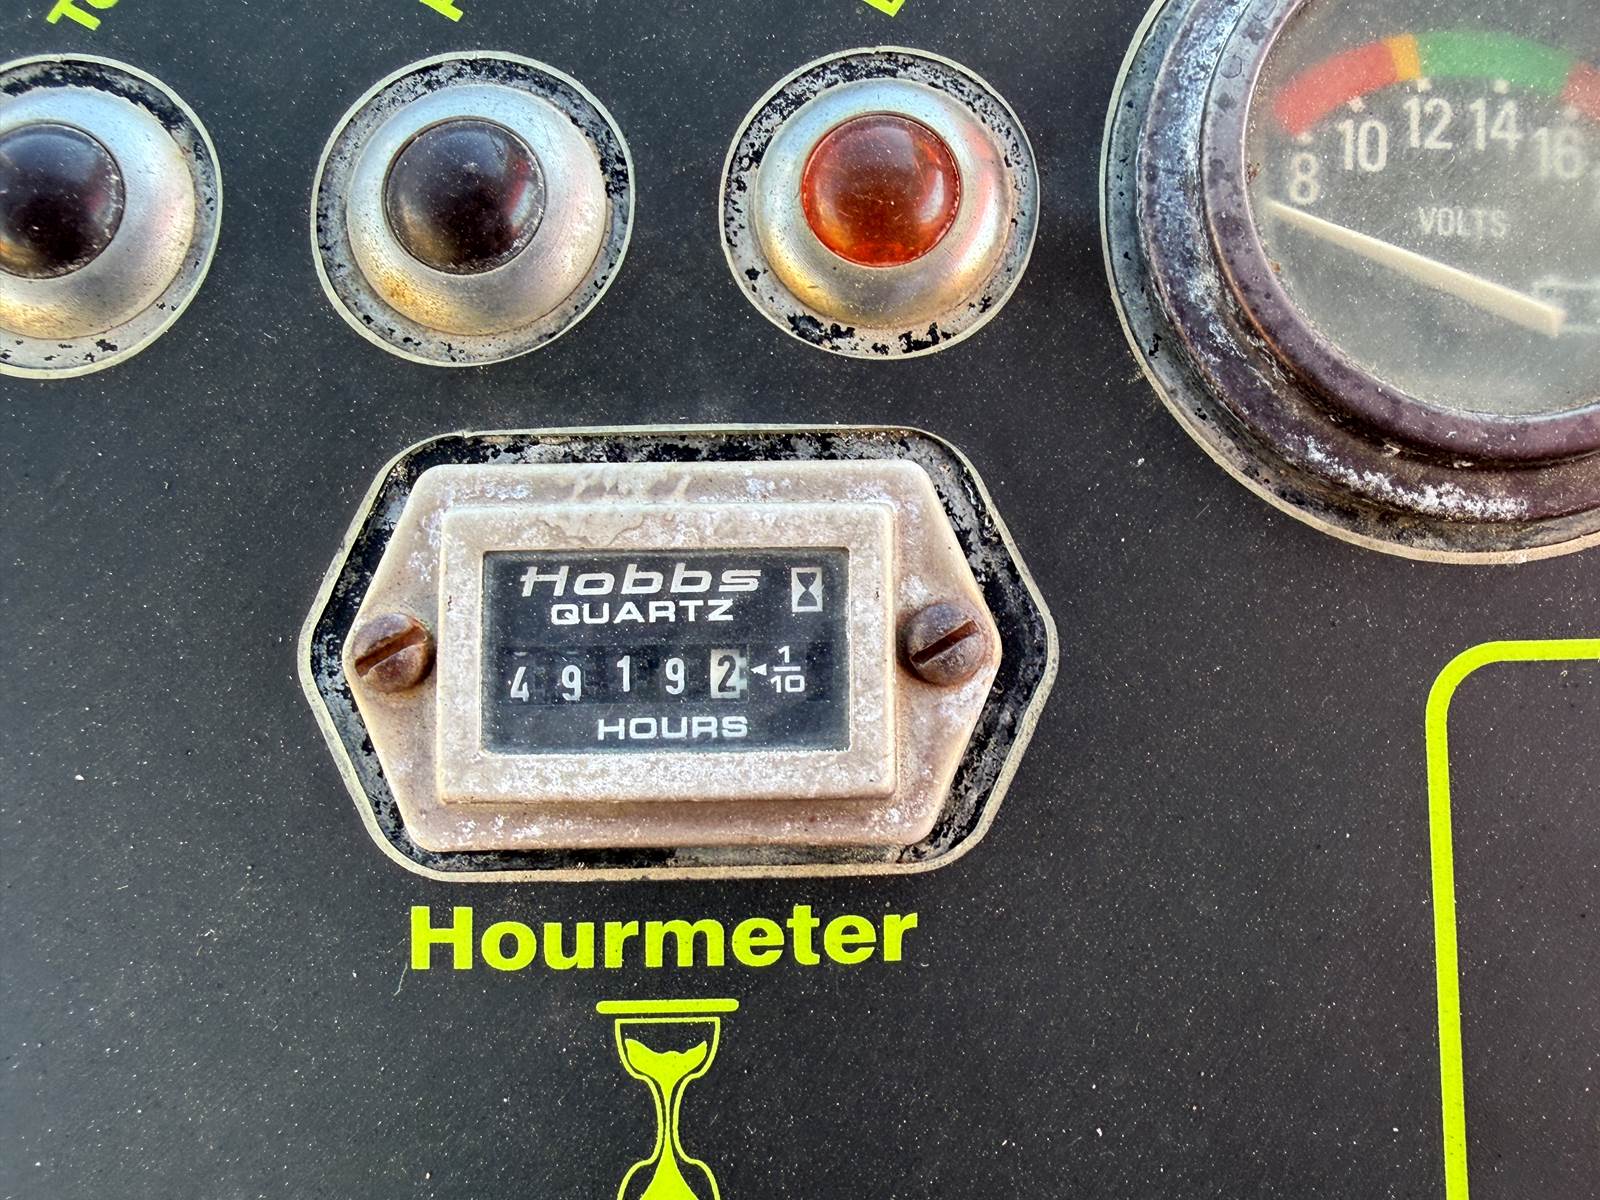 8 10 12 14 16
VOLTS
Hobbs
QUARTZ
4 9 1 9 2 1/10
HOURS
Hourmeter